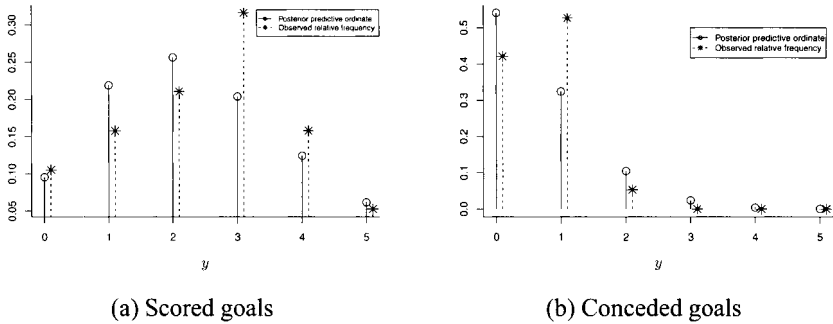 0.30
0.25
0.20
0.15
0.10
0.05
Posterior predictive ordinate
Observed relative frequency
0 1 2 3 4 5
y
(a) Scored goals
0.5
0.4
0.3
0.2
0.1
0.0
Posterior predictive ordinate
Observed relative frequency
0 1 2 3 4 5
y
(b) Conceded goals